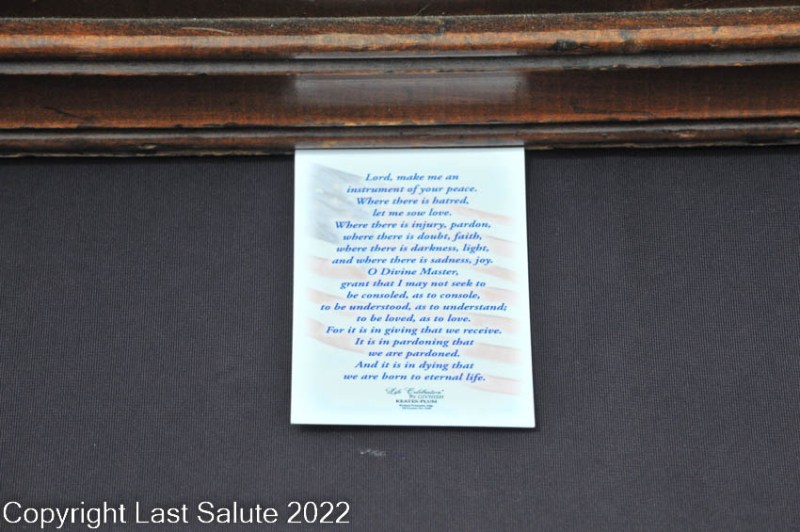 Lord, make me an
instrument of your peace.
Where there is hatred,
let me sow love.
Where there is injury, pardon,
where there is doubt, faith,
where there is darkness, light,
and where there is sadness, joy.
O Divine Master,
grant that I may not seek to
be consoled, as to console,
to be understood, as to understand;
to be loved, as to love.
For it is in giving that we receive.
It is in pardoning that
we are pardoned.
And it is in dying that
we are born to eternal life.
"Life Celebration"
KEATES-PLUM
Copyright Last Salute 2022